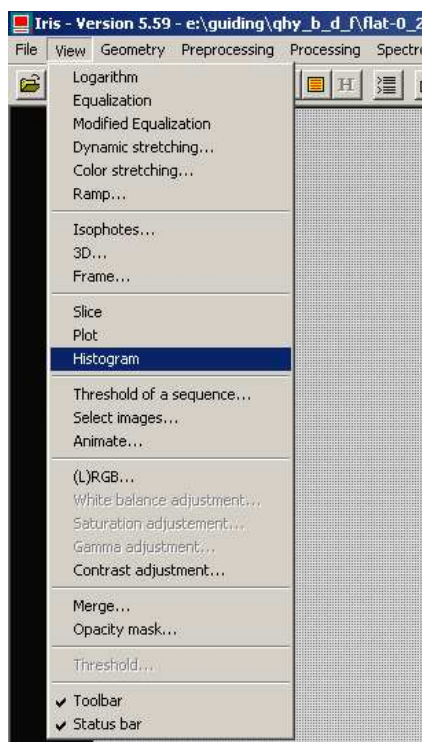 Iris - Version 5.59 - e:\guiding\qhy_b_d_f\flat-0_2
File View Geometry Preprocessing Processing Spectro
H
Logarithm
Equalization
Modified Equalization
Dynamic stretching...
Color stretching...
Ramp...
Isophotes...
3D...
Frame...
Slice
Plot
Histogram
Threshold of a sequence...
Select images...
Animate...
(L)RGB...
White balance adjustment...
Saturation adjustement...
Gamma adjustment...
Contrast adjustment...
Merge...
Opacity mask...
Threshold...
Toolbar
Status bar